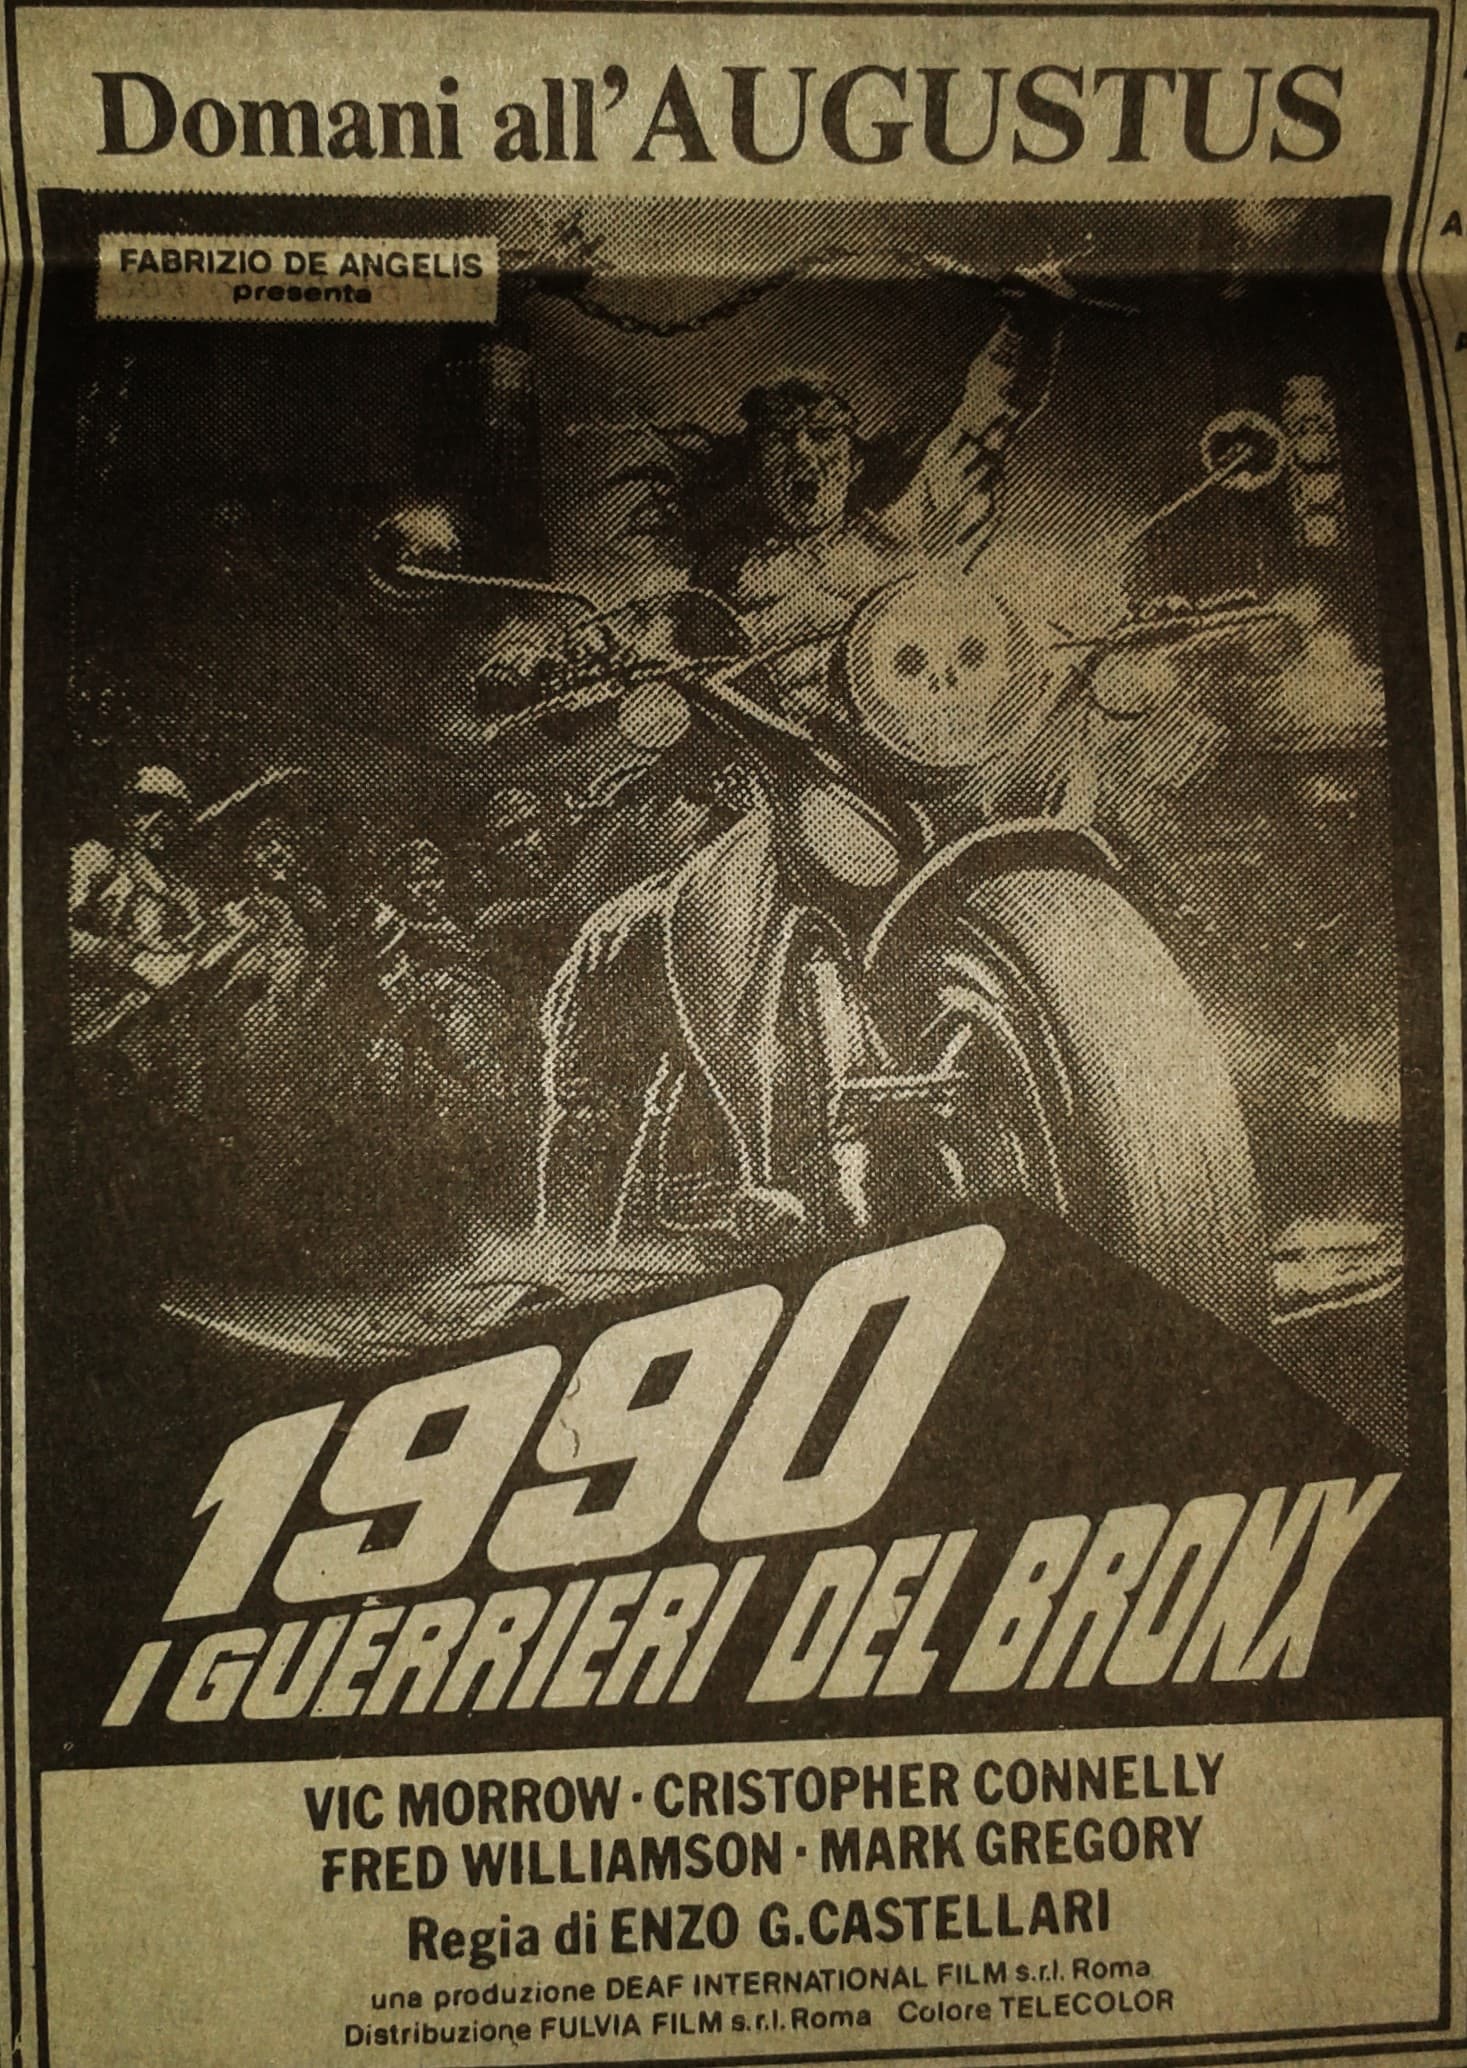 Domani all'AUGUSTUS
FABRIZIO DE ANGELIS
presenta
1990
I GUERRIERI DEL BRONX
VIC MORROW · CRISTOPHER CONNELLY
FRED WILLIAMSON · MARK GREGORY
Regia di ENZO G.CASTELLARI
una produzione DEAF INTERNATIONAL FILM s.r.l. Roma
Distribuzione FULVIA FILM s.r.l. Roma Colore TELECOLOR